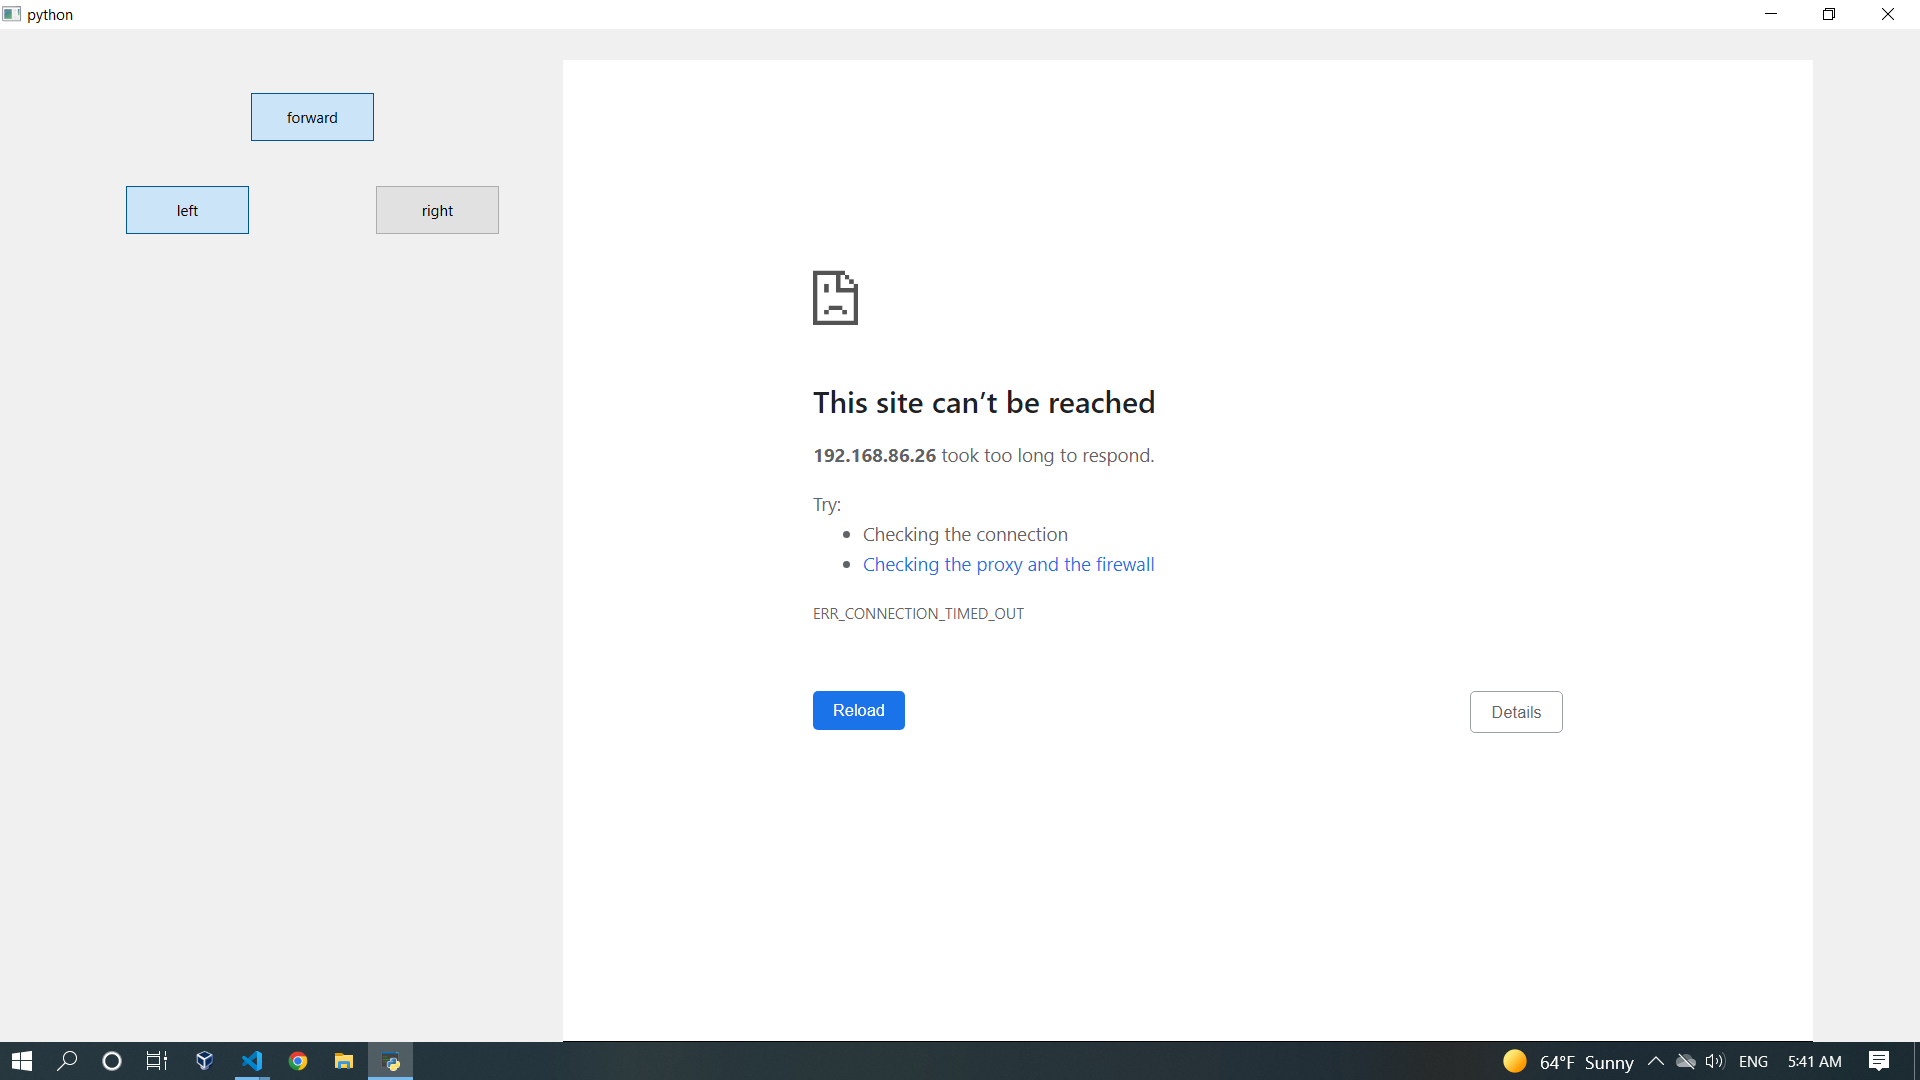 python
forward
left
right
This site can’t be reached
192.168.86.26 took too long to respond.
Try:
Checking the connection
Checking the proxy and the firewall
ERR_CONNECTION_TIMED_OUT
Reload
Details
64°F Sunny
ENG
5:41 AM